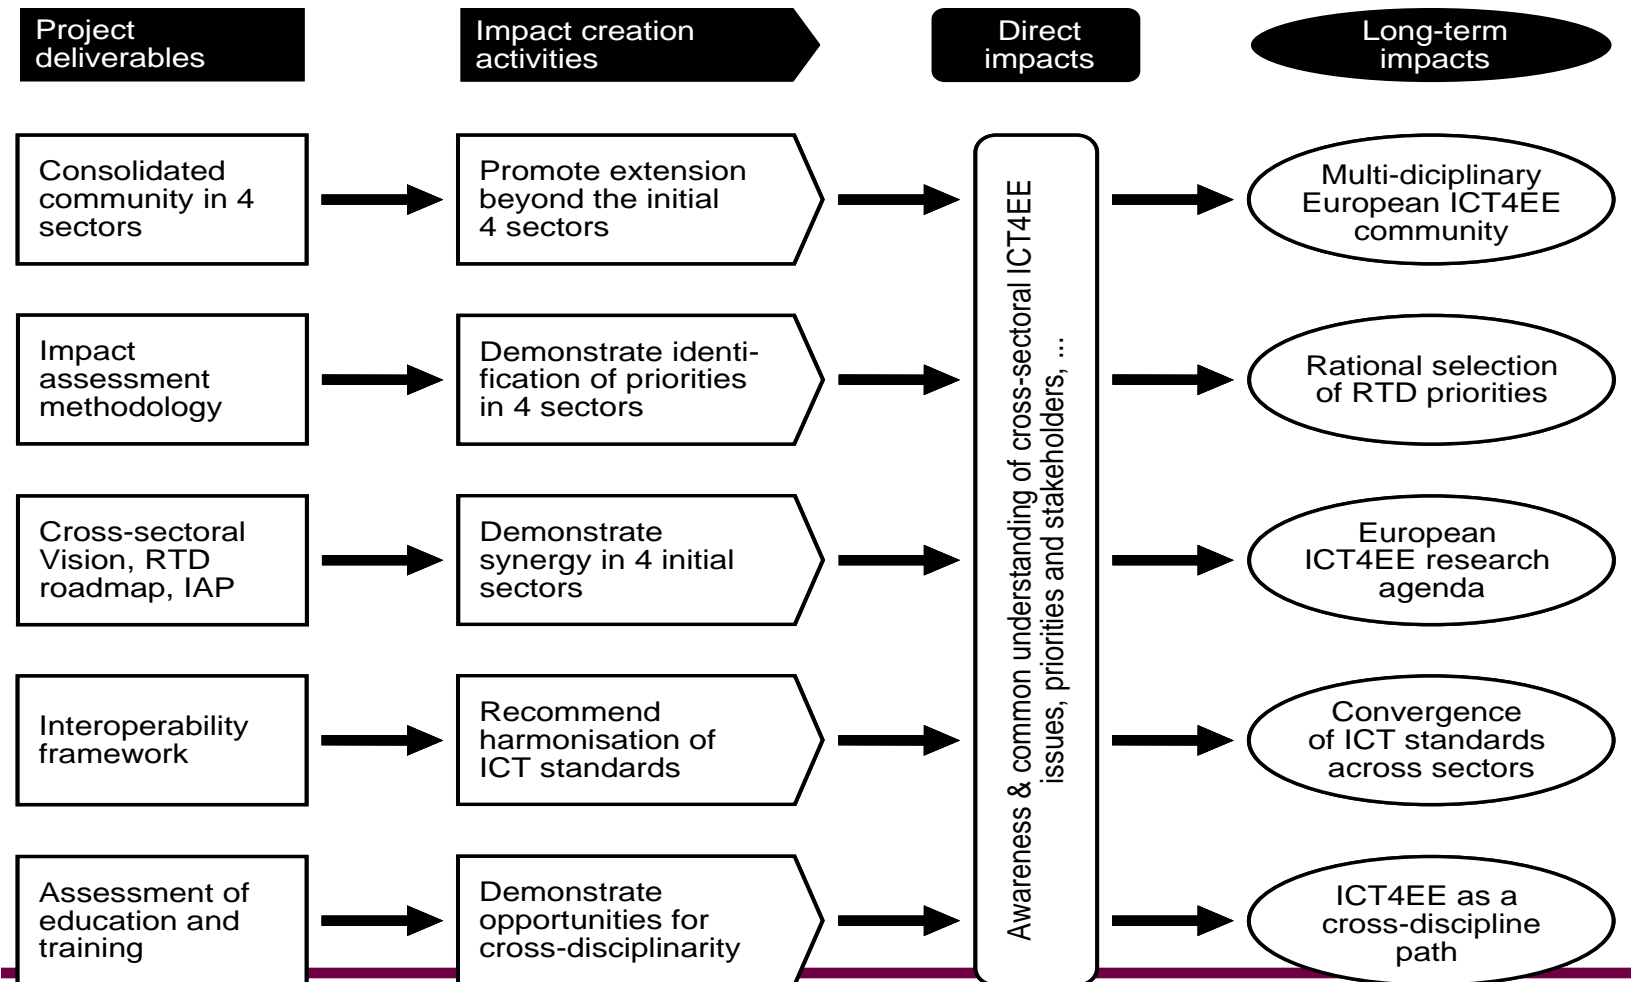 Project
deliverables
Impact creation
activities
Direct
impacts
Long-term
impacts
Consolidated
community in 4
sectors
Promote extension
beyond the initial
4 sectors
Multi-diciplinary
European ICT4EE
community
Impact
assessment
methodology
Demonstrate identi-
fication of priorities
in 4 sectors
Rational selection
of RTD priorities
Cross-sectoral
Vision, RTD
roadmap, IAP
Demonstrate
synergy in 4 initial
sectors
European
ICT4EE research
agenda
Interoperability
framework
Recommend
harmonisation of
ICT standards
Convergence
of ICT standards
across sectors
Assessment of
education and
training
Demonstrate
opportunities for
cross-disciplinarity
ICT4EE as a
cross-discipline
path
Awareness & common understanding of cross-sectoral ICT4EE
issues, priorities and stakeholders, ...